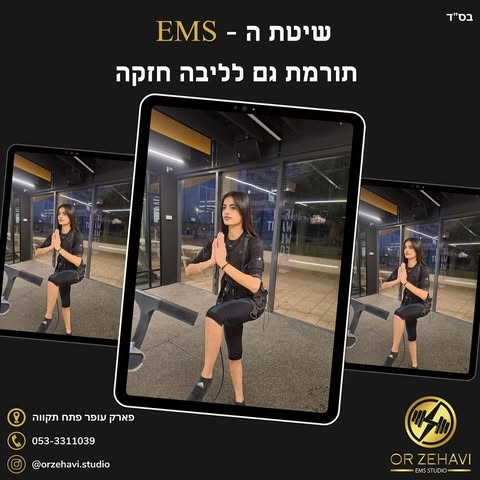 בס"ד
שיטת ה - EMS
תורמת גם לליבה חזקה
פארק עופר פתח תקווה
053-3311039
@orzehavi.studio
OR ZEHAVI
EMS STUDIO